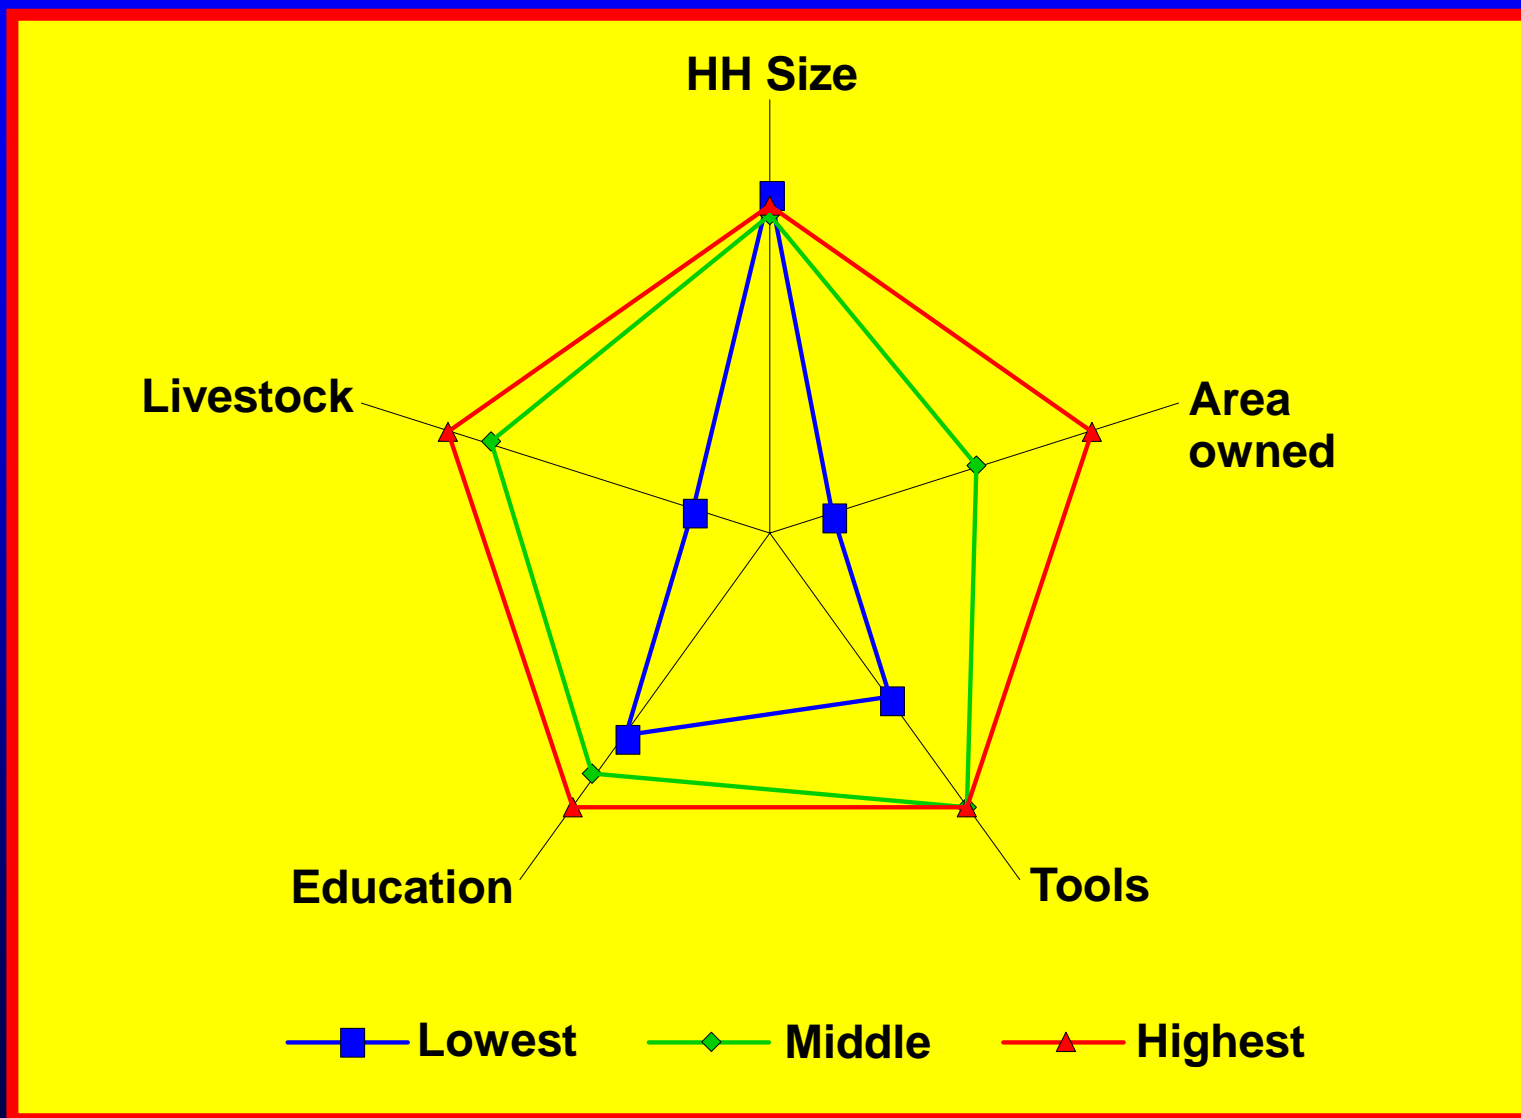 HH Size
Livestock
Area
owned
Education
Tools
Lowest
Middle
Highest